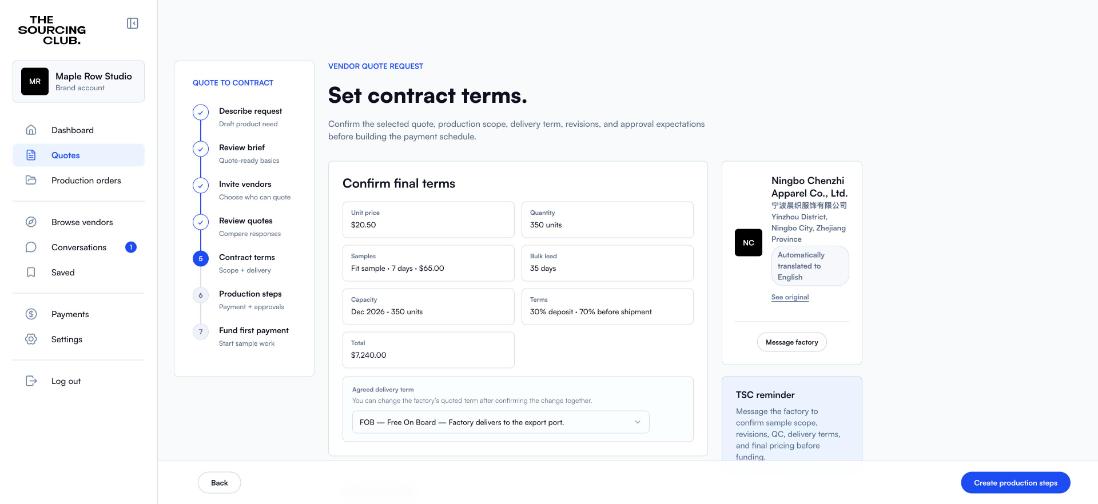 THE
SOURCING
CLUB.
MR
Maple Row Studio
Brand account
Dashboard
Quotes
Production orders
Browse vendors
Conversations
1
Saved
Payments
Settings
Log out
QUOTE TO CONTRACT
Describe request
Draft product need
Review brief
Quote-ready basics
Invite vendors
Choose who can quote
Review quotes
Compare responses
5
Contract terms
Scope + delivery
6
Production steps
Payment + approvals
7
Fund first payment
Start sample work
VENDOR QUOTE REQUEST
Set contract terms.
Confirm the selected quote, production scope, delivery term, revisions, and approval expectations
before building the payment schedule.
Confirm final terms
Unit price
$20.50
Quantity
350 units
Samples
Fit sample · 7 days · $65.00
Bulk lead
35 days
Capacity
Dec 2026 · 350 units
Terms
30% deposit · 70% before shipment
Total
$7,240.00
Agreed delivery term
You can change the factory's quoted term after confirming the change together.
FOB — Free On Board — Factory delivers to the export port.
NC
Ningbo Chenzhi
Apparel Co., Ltd.
宁波晨织服饰有限公司
Yinzhou District,
Ningbo City, Zhejiang
Province
Automatically
translated to
English
See original
Message factory
TSC reminder
Message the factory to
confirm sample scope,
revisions, QC, delivery terms,
and final pricing before
funding.
Back
Create production steps